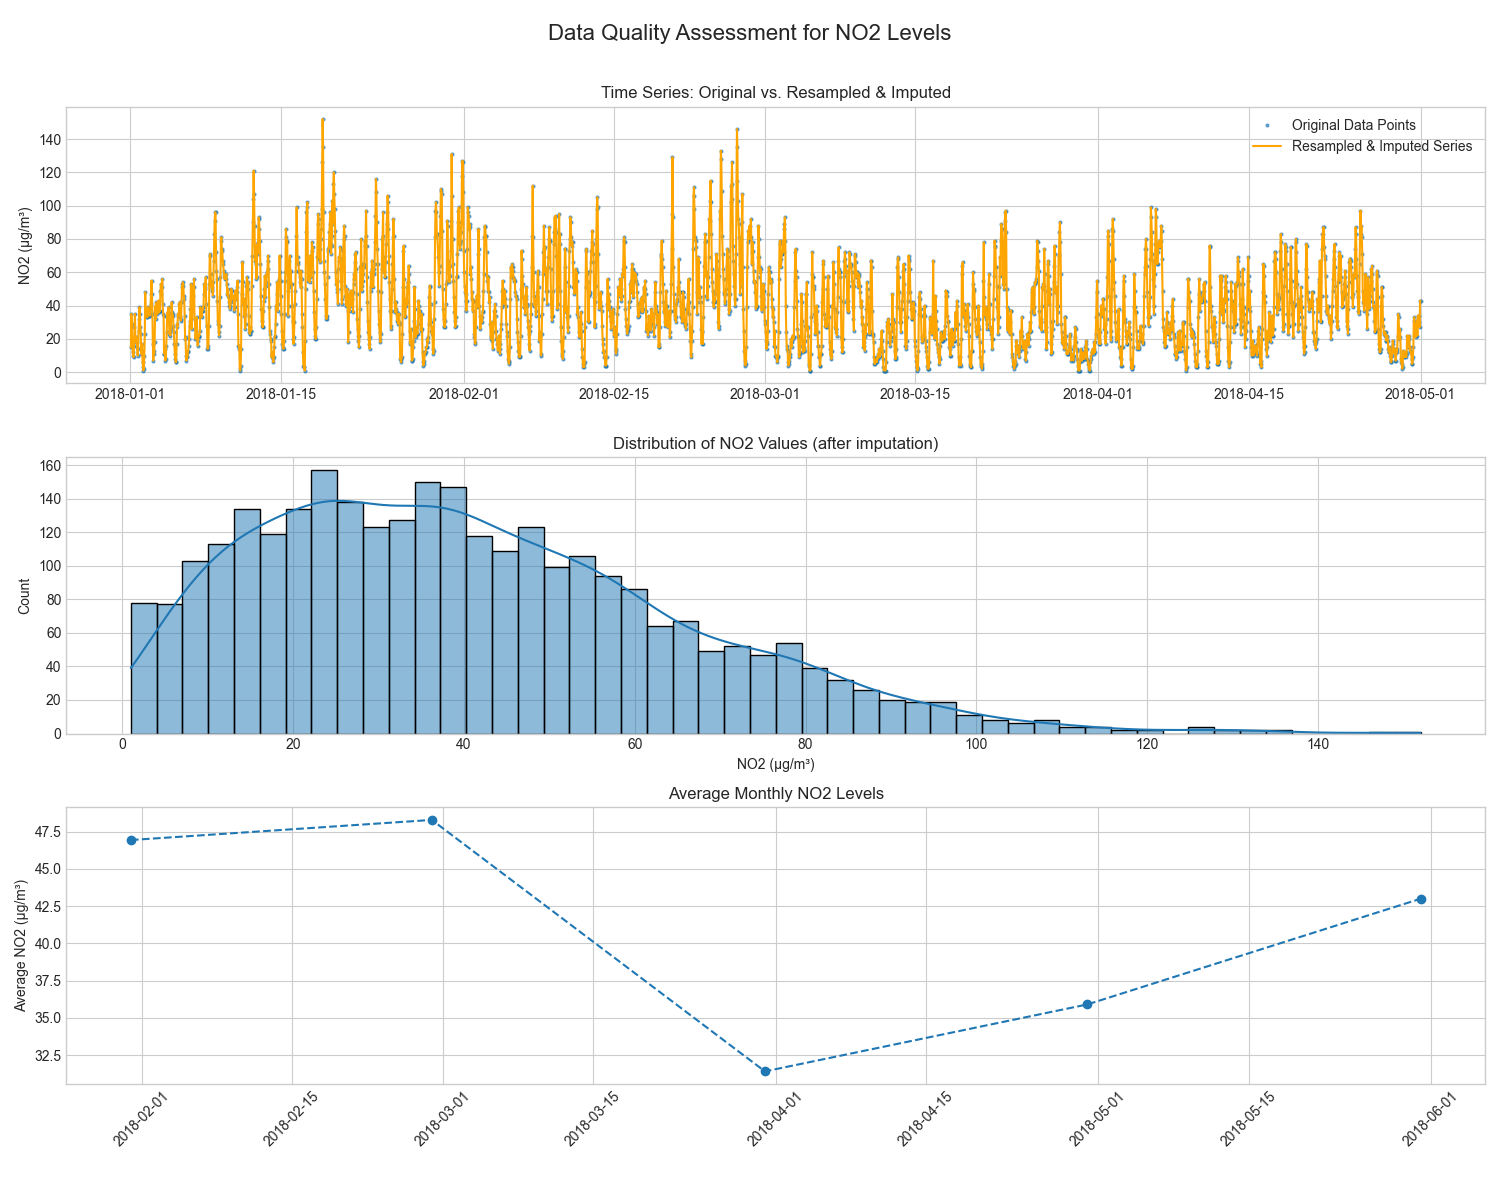 Data Quality Assessment for NO2 Levels
Time Series: Original vs. Resampled & Imputed
NO2 (µg/m³)
140
120
100
80
60
40
20
0
Original Data Points
Resampled & Imputed Series
2018-01-01 2018-01-15 2018-02-01 2018-02-15 2018-03-01 2018-03-15 2018-04-01 2018-04-15 2018-05-01
Distribution of NO2 Values (after imputation)
Count
160
140
120
100
80
60
40
20
0
0 20 40 60 80 100 120 140
NO2 (µg/m³)
Average Monthly NO2 Levels
Average NO2 (µg/m³)
47.5
45.0
42.5
40.0
37.5
35.0
32.5
2018-02-01 2018-02-15 2018-03-01 2018-03-15 2018-04-01 2018-04-15 2018-05-01 2018-05-15 2018-06-01